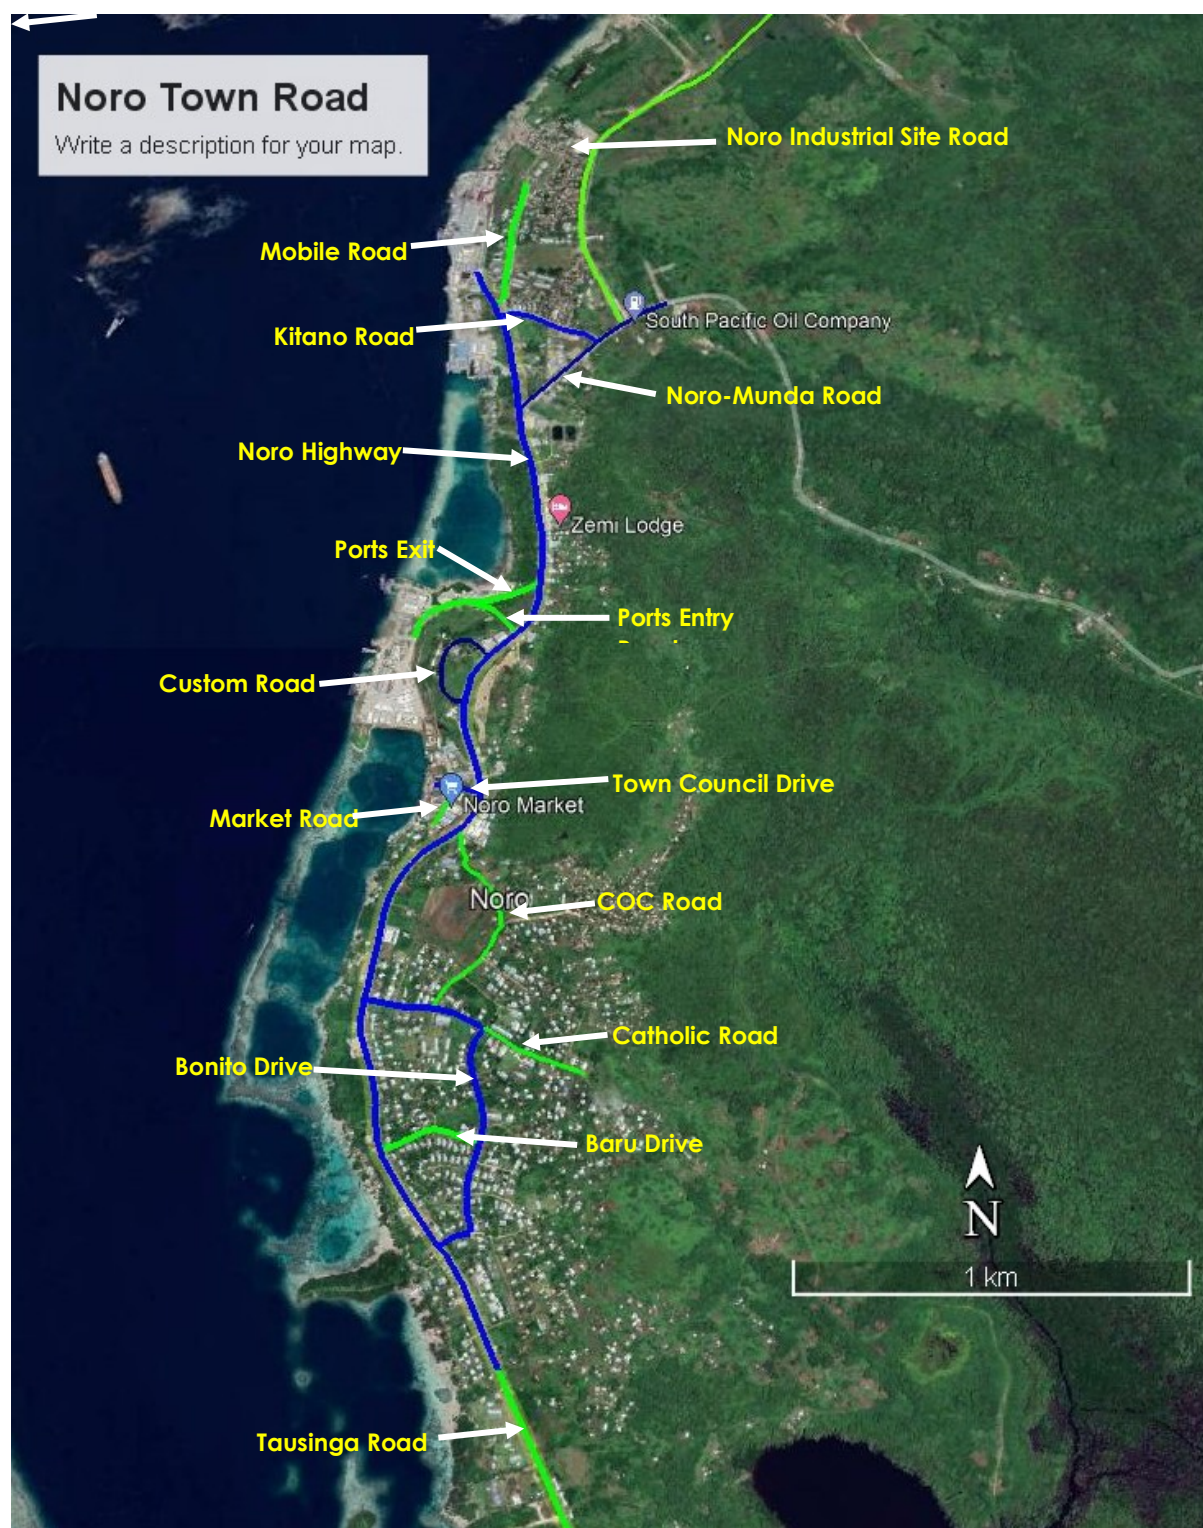 Noro Town Road
Write a description for your map.
Noro Industrial Site Road
Mobile Road
South Pacific Oil Company
Kitano Road
Noro-Munda Road
Noro Highway
Zemi Lodge
Ports Exit
Ports Entry
Custom Road
Town Council Drive
Noro Market
Market Road
Noro
COC Road
Catholic Road
Bonito Drive
Baru Drive
N
1 km
Tausinga Road